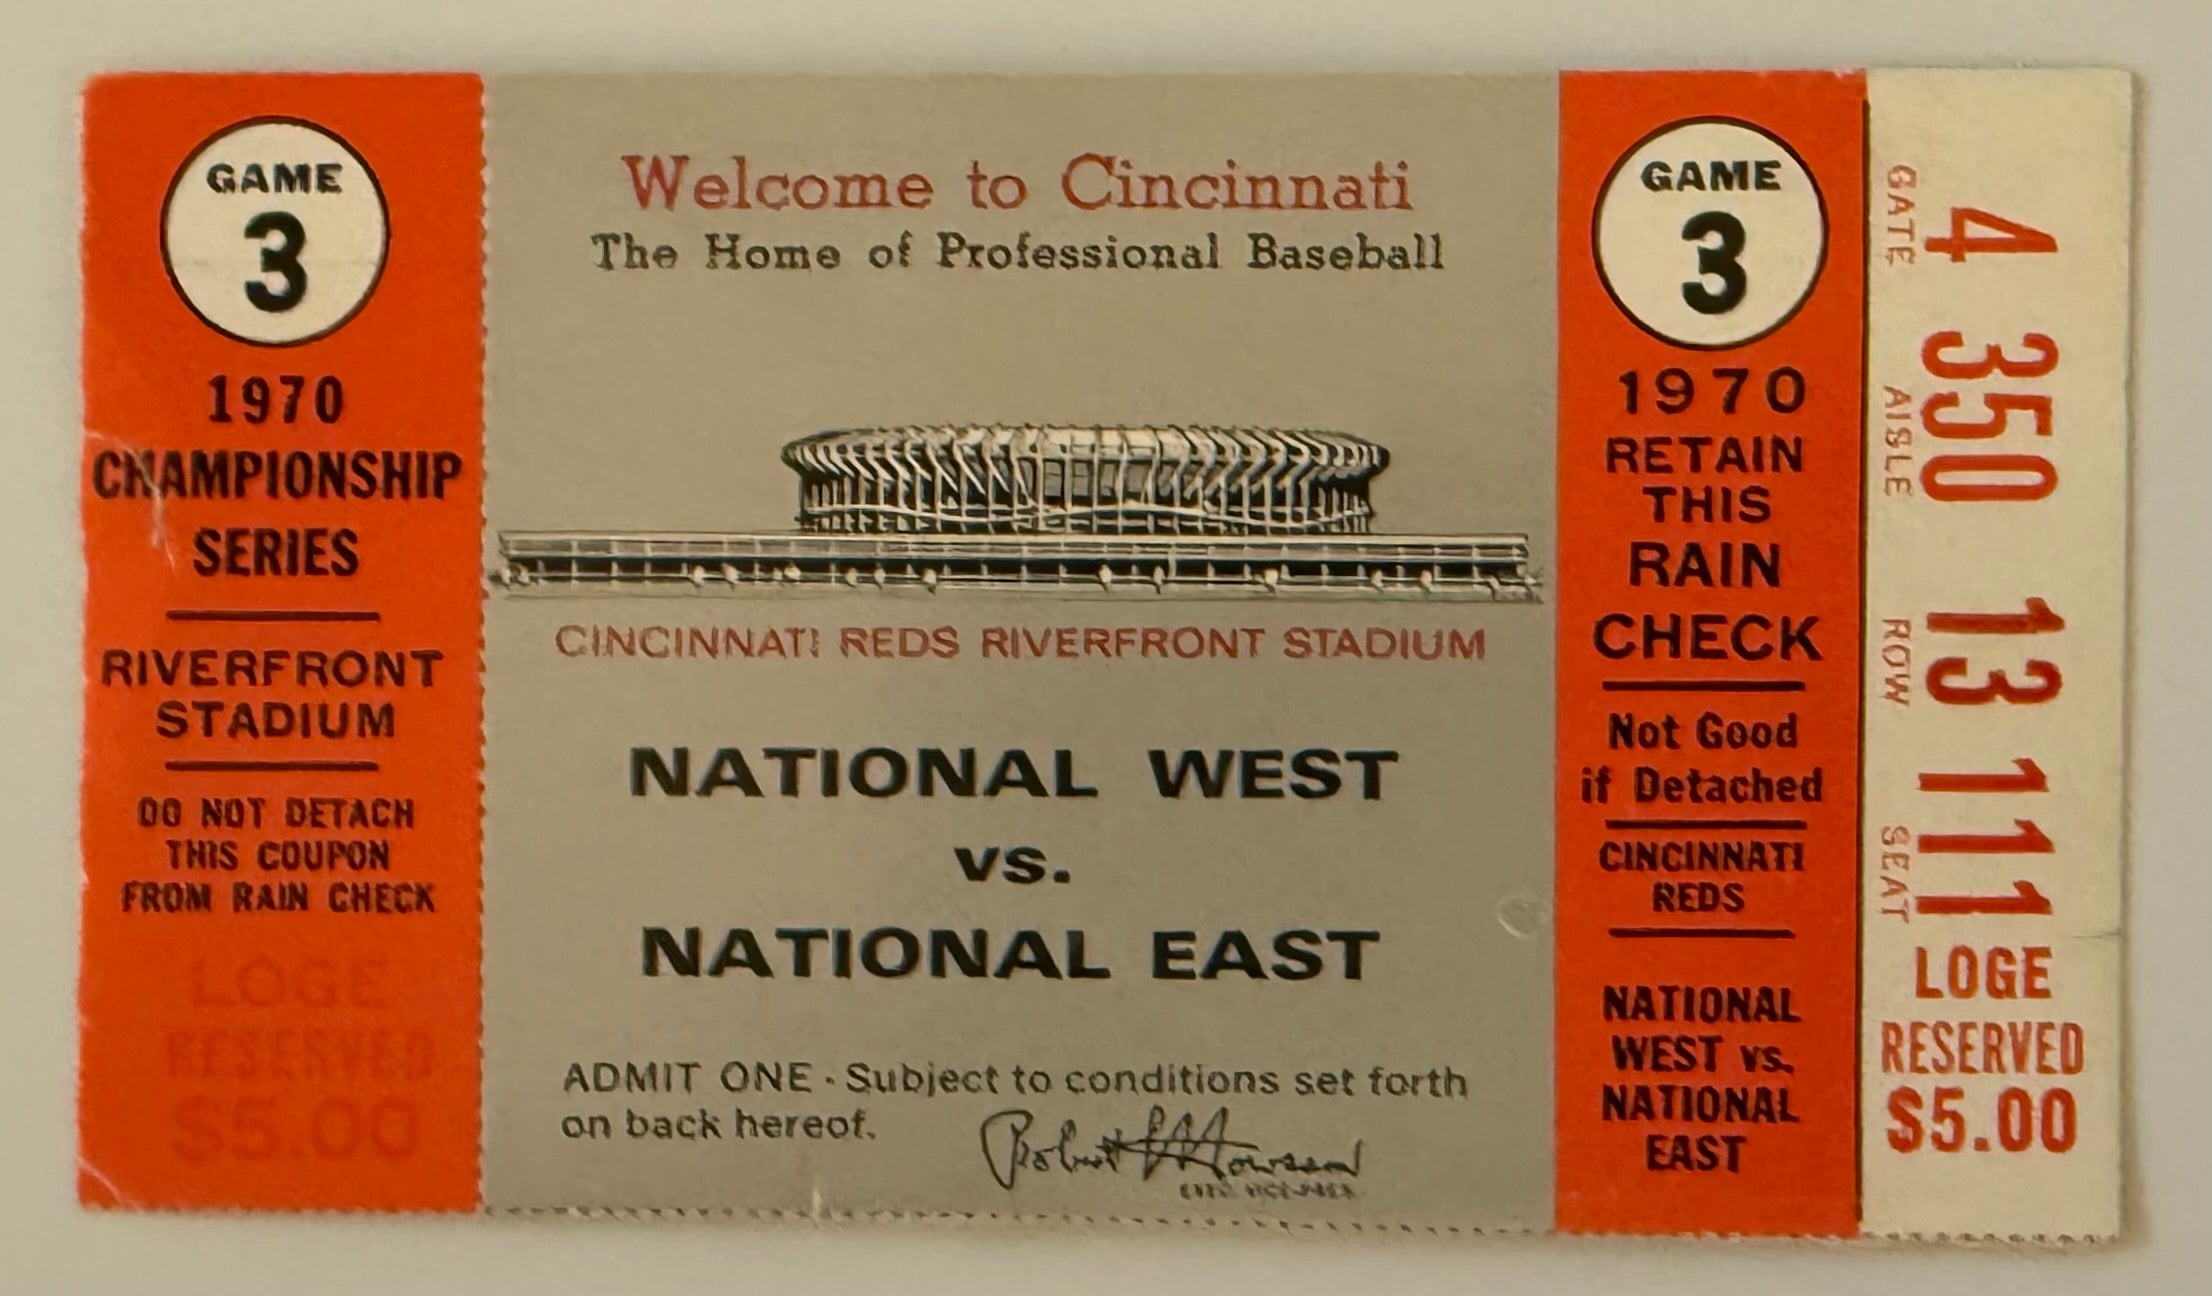 GAME
3
1970
CHAMPIONSHIP
SERIES
RIVERFRONT
STADIUM
DO NOT DETACH
THIS COUPON
FROM RAIN CHECK
LOGE
RESERVED
$5.00
Welcome to Cincinnati
The Home of Professional Baseball
CINCINNATI REDS RIVERFRONT STADIUM
NATIONAL WEST
vs.
NATIONAL EAST
ADMIT ONE - Subject to conditions set forth
on back hereof.
GAME
3
1970
RETAIN
THIS
RAIN
CHECK
Not Good
if Detached
CINCINNATI
REDS
NATIONAL
WEST vs.
NATIONAL
EAST
GATE 4
AISLE 350
ROW 13
SEAT 111
LOGE
RESERVED
$5.00